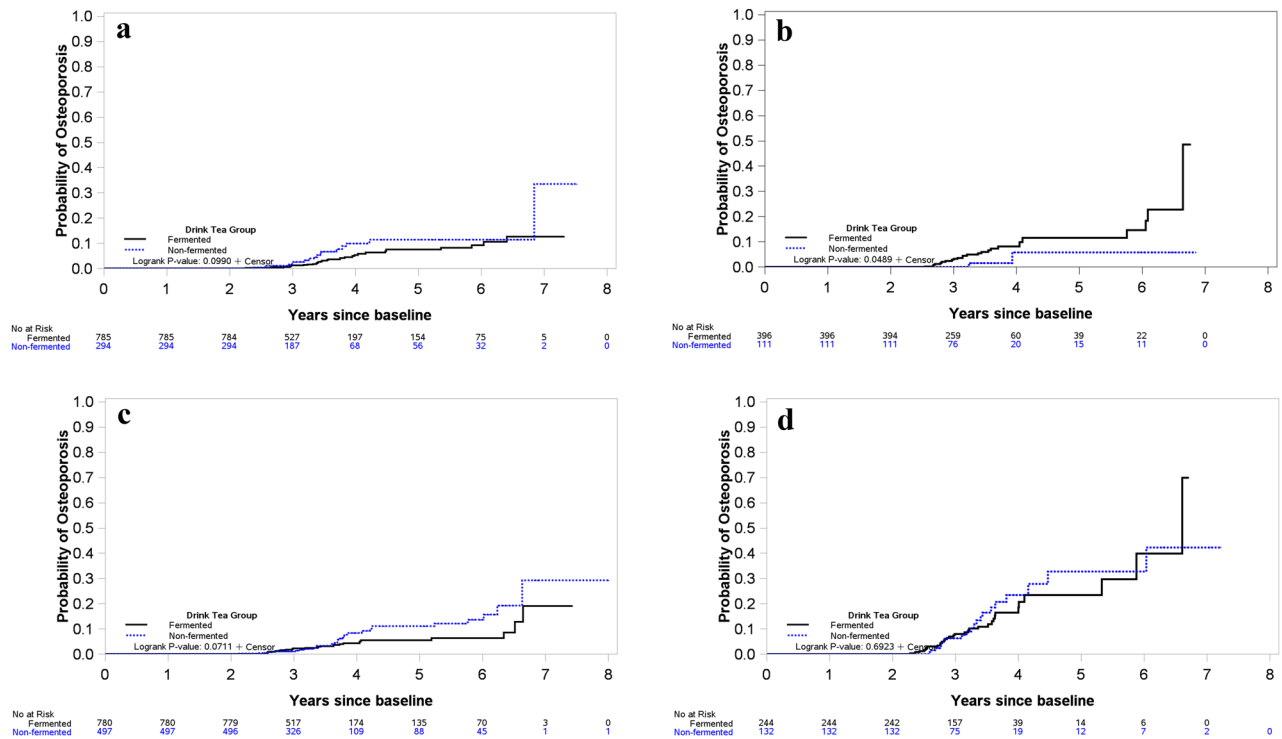 a
Probability of Osteoporosis
1.0
0.9
0.8
0.7
0.6
0.5
0.4
0.3
0.2
0.1
0.0
Drink Tea Group
Fermented
Non-fermented
Logrank P-value: 0.0990 + Censor
0 1 2 3 4 5 6 7 8
Years since baseline
No at Risk
Fermented 785 785 784 527 197 154 75 5 0
Non-fermented 294 294 294 187 68 56 32 2 0
b
Probability of Osteoporosis
1.0
0.9
0.8
0.7
0.6
0.5
0.4
0.3
0.2
0.1
0.0
Drink Tea Group
Fermented
Non-fermented
Logrank P-value: 0.0489 + Censor
0 1 2 3 4 5 6 7 8
Years since baseline
No at Risk
Fermented 396 396 394 259 60 39 22 0
Non-fermented 111 111 111 76 20 15 11 0
c
Probability of Osteoporosis
1.0
0.9
0.8
0.7
0.6
0.5
0.4
0.3
0.2
0.1
0.0
Drink Tea Group
Fermented
Non-fermented
Logrank P-value: 0.0711 + Censor
0 1 2 3 4 5 6 7 8
Years since baseline
No at Risk
Fermented 780 780 779 517 174 135 70 3 0
Non-fermented 497 497 496 326 109 88 45 1 1
d
Probability of Osteoporosis
1.0
0.9
0.8
0.7
0.6
0.5
0.4
0.3
0.2
0.1
0.0
Drink Tea Group
Fermented
Non-fermented
Logrank P-value: 0.6923 + Censor
0 1 2 3 4 5 6 7 8
Years since baseline
No at Risk
Fermented 244 244 242 157 39 14 6 0
Non-fermented 132 132 132 75 19 12 7 2 0